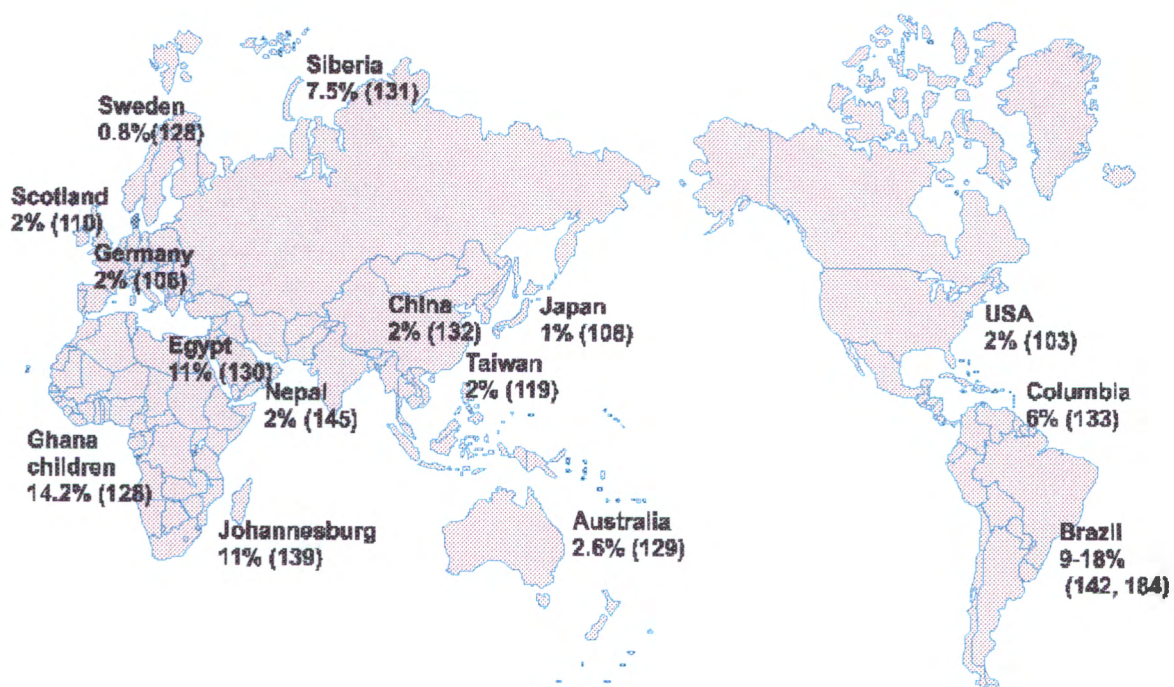 Siberia
7.5% (131)
Sweden
0.8%(128)
Scotland
2% (110)
Germany
2% (106)
China
2% (132)
Japan
1% (108)
USA
2% (103)
Egypt
11% (130)
Taiwan
2% (119)
Nepal
2% (145)
Columbia
6% (133)
Ghana
children
14.2% (128)
Johannesburg
11% (139)
Australia
2.6% (129)
Brazil
9-18%
(142, 184)